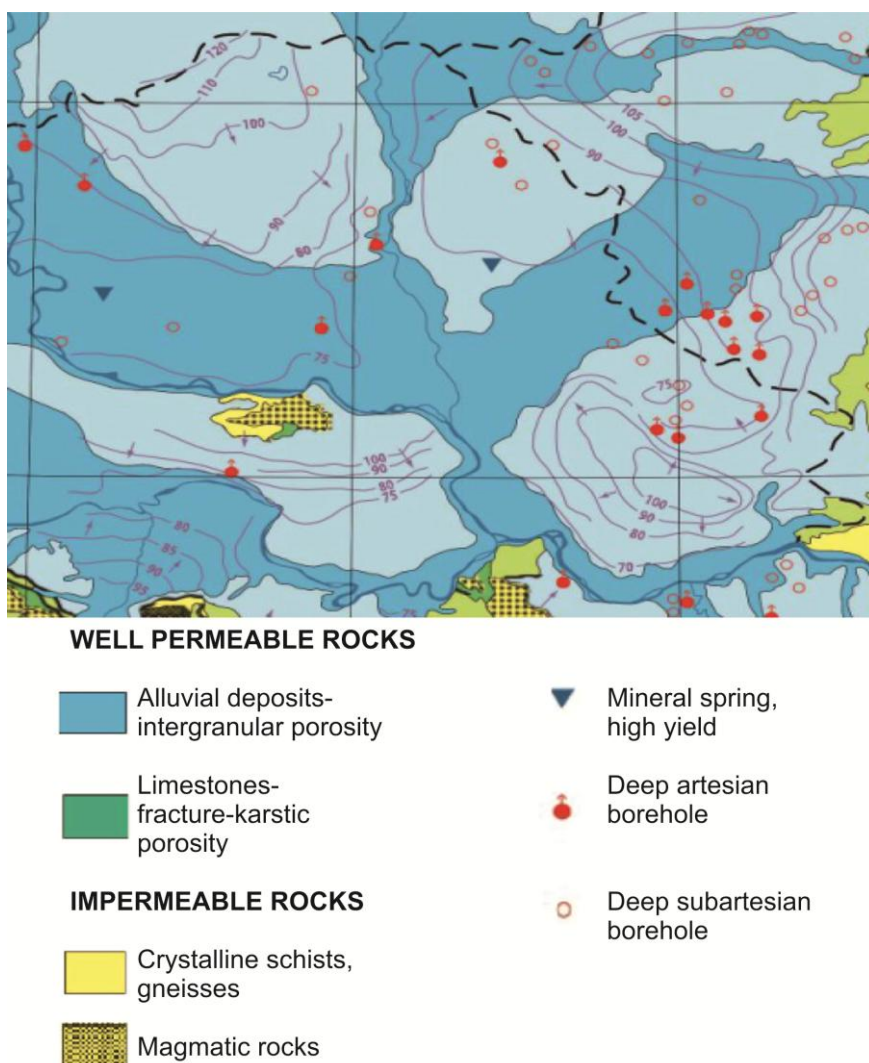 120
110
100
105
100
90
90
80
75
75
100
90
80
75
100
90
80
70
80
85
90
95
75
WELL PERMEABLE ROCKS
Alluvial deposits-
intergranular porosity
Limestones-
fracture-karstic
porosity
IMPERMEABLE ROCKS
Crystalline schists,
gneisses
Magmatic rocks
Mineral spring,
high yield
Deep artesian
borehole
Deep subartesian
borehole